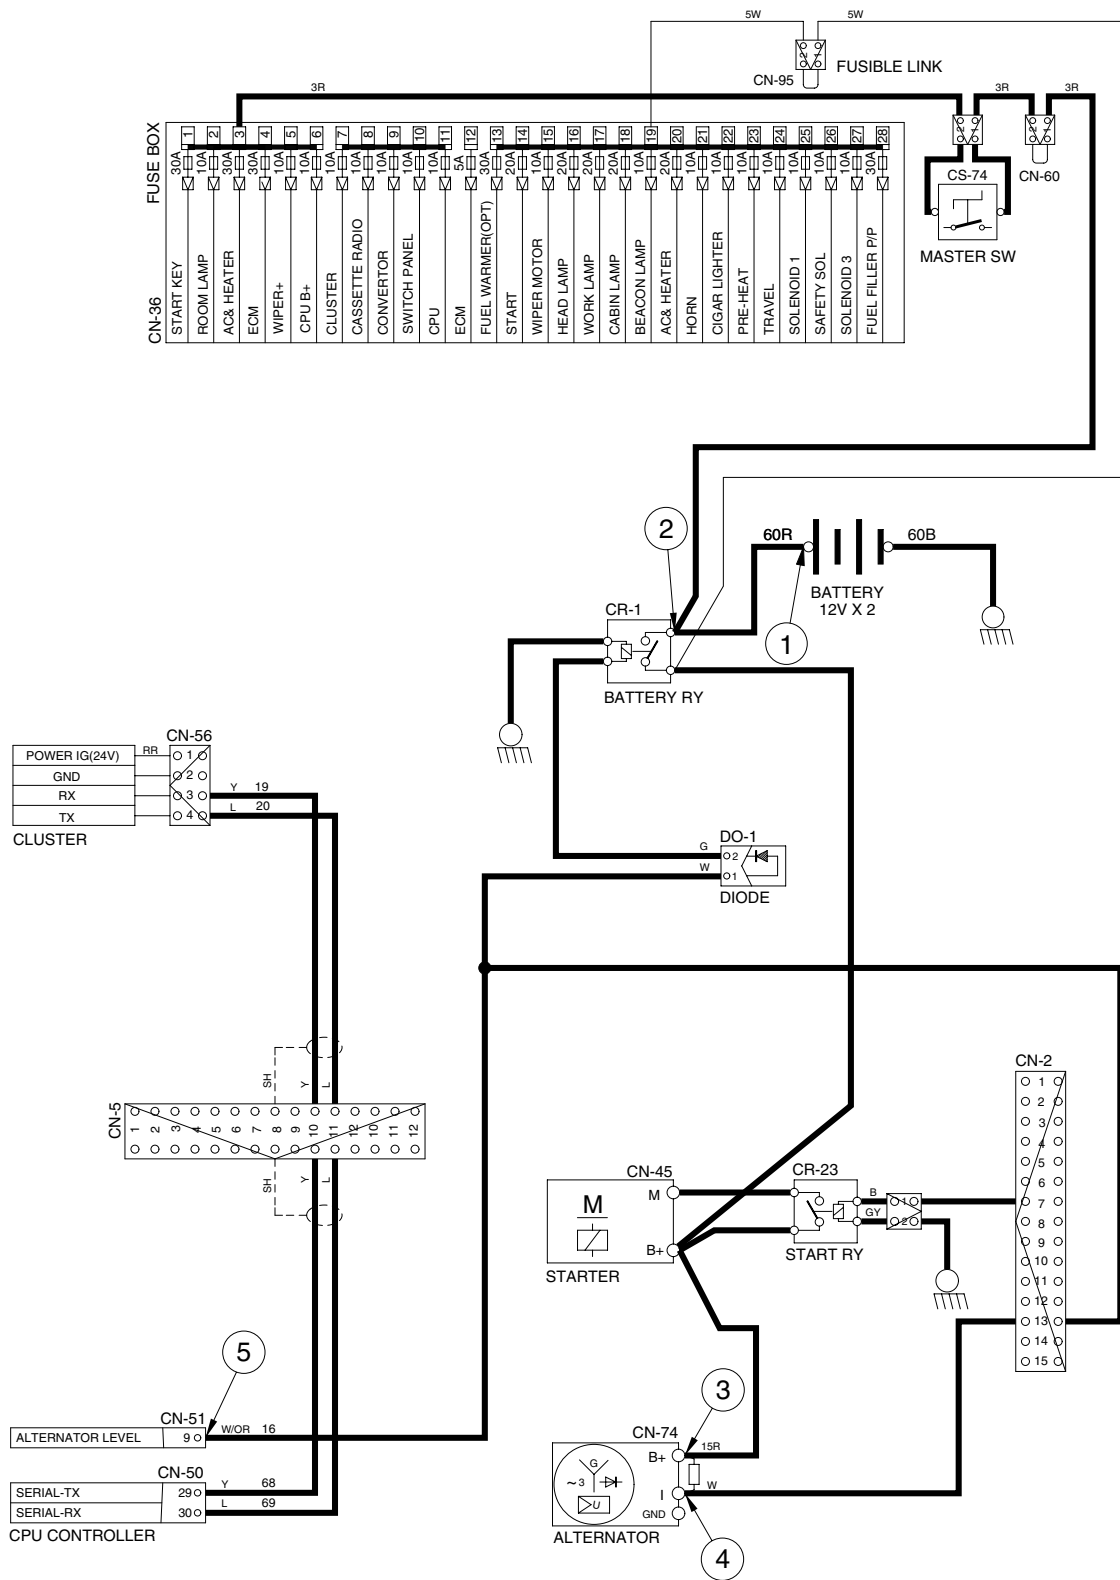 5W
5W
FUSIBLE LINK
CN-95
3R
3R
3R
FUSE BOX
1 2 3 4 5 6 7 8 9 10 11 12 13 14 15 16 17 18 19 20 21 22 23 24 25 26 27 28
30A 10A 30A 30A 10A 10A 10A 10A 10A 10A 10A 5A 30A 20A 10A 20A 20A 10A 10A 20A 10A 10A 10A 10A 10A 10A 10A 30A
2 1
CS-74
CN-60
MASTER SW
CN-36
START KEY
ROOM LAMP
AC& HEATER
ECM
WIPER+
CPU B+
CLUSTER
CASSETTE RADIO
CONVERTOR
SWITCH PANEL
CPU
ECM
FUEL WARMER(OPT)
START
WIPER MOTOR
HEAD LAMP
WORK LAMP
CABIN LAMP
BEACON LAMP
AC& HEATER
HORN
CIGAR LIGHTER
PRE-HEAT
TRAVEL
SOLENOID 1
SAFETY SOL
SOLENOID 3
FUEL FILLER P/P
2
60R
60B
BATTERY
12V X 2
1
CR-1
BATTERY RY
CN-56
POWER IG(24V) RR 1
GND 2
RX 3 Y 19
TX 4 L 20
CLUSTER
DO-1
G 2
W 1
DIODE
SH Y L
CN-5
1 2 3 4 5 6 7 8 9 10 11 12 10 11 12
SH Y L
CN-2
1
2
3
4
5
6
7
8
9
10
11
12
13
14
15
CN-45
M
M
B+
STARTER
CR-23
B 1
GY 2
START RY
5
CN-51
ALTERNATOR LEVEL 9 W/OR 16
CN-50
SERIAL-TX 29 Y 68
SERIAL-RX 30 L 69
CPU CONTROLLER
3
CN-74
B+ 15R
G
~3
U
I W
GND
ALTERNATOR
4